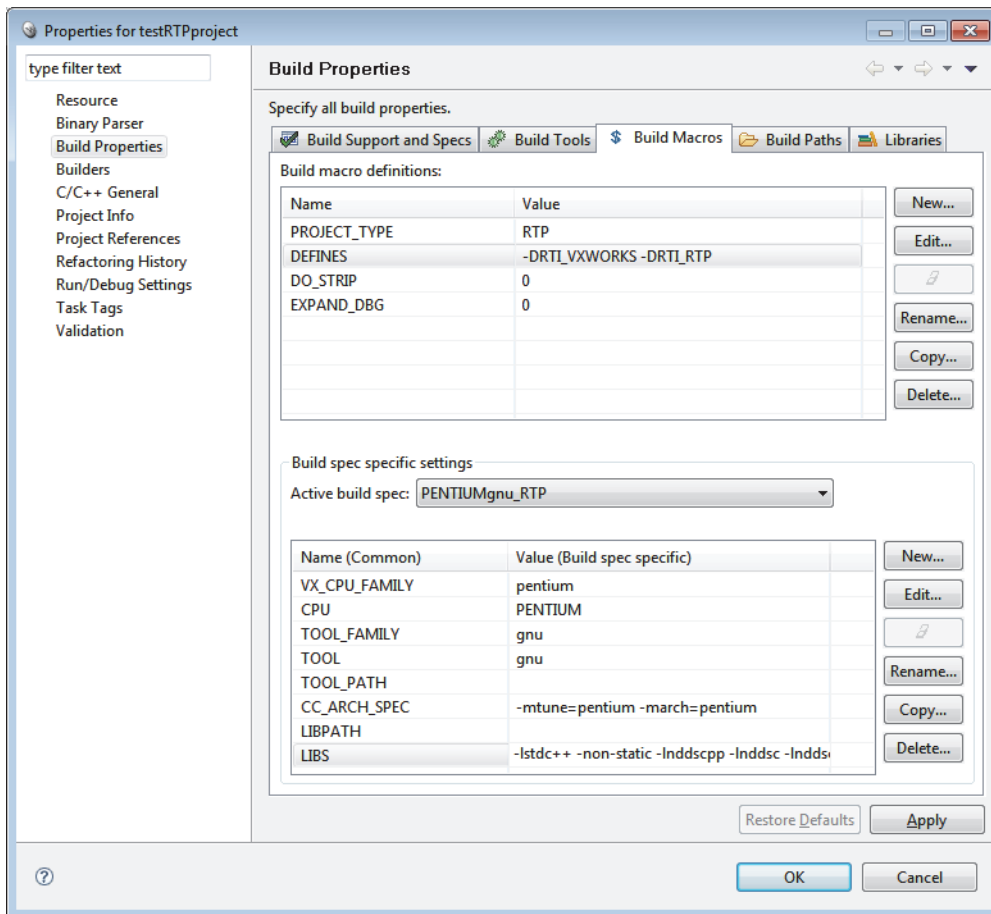 Properties for testRTPproject
type filter text
Resource
Binary Parser
Build Properties
Builders
C/C++ General
Project Info
Project References
Refactoring History
Run/Debug Settings
Task Tags
Validation
Build Properties
Specify all build properties.
Build Support and Specs Build Tools $ Build Macros Build Paths Libraries
Build macro definitions:
Name Value
PROJECT_TYPE RTP
DEFINES -DRTI_VXWORKS -DRTI_RTP
DO_STRIP 0
EXPAND_DBG 0
New...
Edit...
Rename...
Copy...
Delete...
Build spec specific settings
Active build spec: PENTIUMgnu_RTP
Name (Common) Value (Build spec specific)
VX_CPU_FAMILY pentium
CPU PENTIUM
TOOL_FAMILY gnu
TOOL gnu
TOOL_PATH
CC_ARCH_SPEC -mtune=pentium -march=pentium
LIBPATH
LIBS -lstdc++ -non-static -lnddscpp -lnddsc -lndds
New...
Edit...
Rename...
Copy...
Delete...
Restore Defaults Apply
? OK Cancel